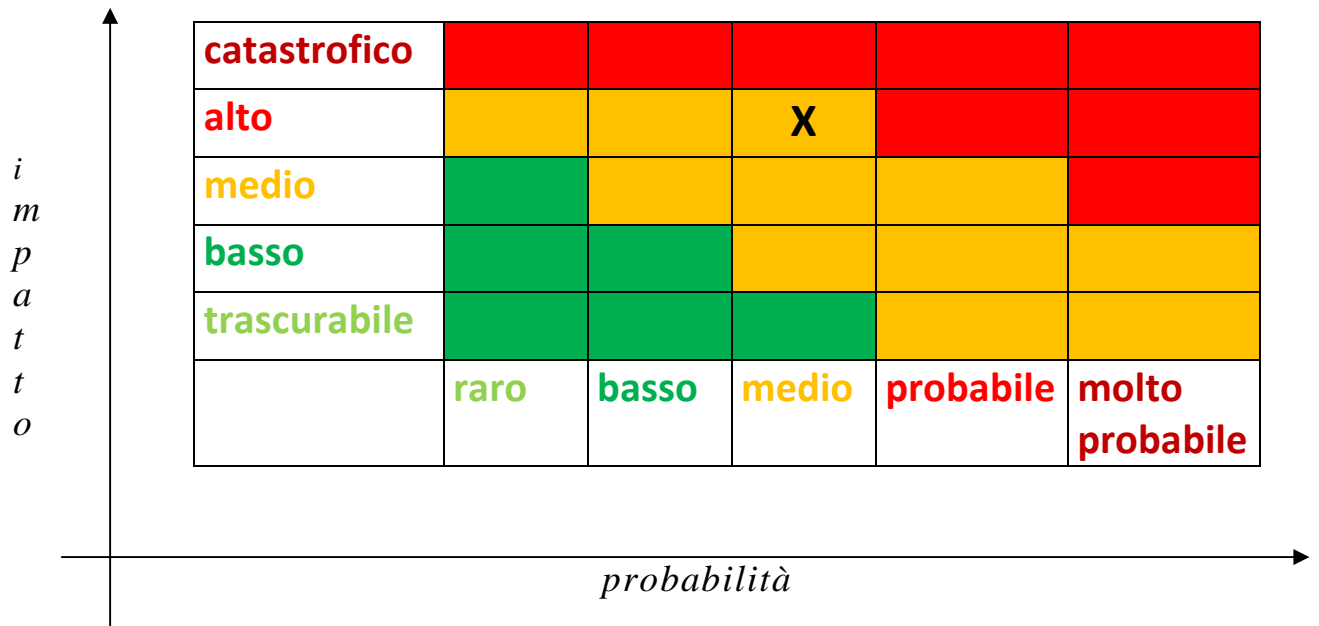 catastrofico
alto X
medio
basso
trascurabile
raro basso medio probabile molto
probabile
i
m
p
a
t
t
o
probabilità